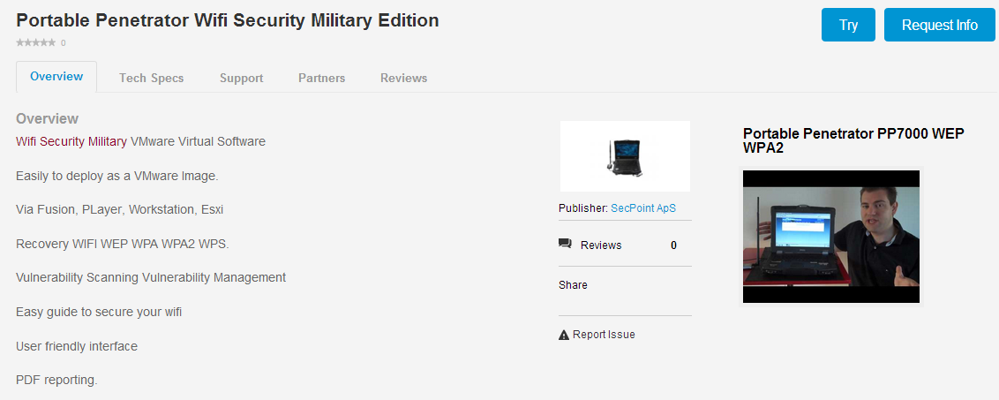 Portable Penetrator Wifi Security Military Edition
0
Try
Request Info
Overview
Tech Specs
Support
Partners
Reviews
Overview
Wifi Security Military VMware Virtual Software
Easily to deploy as a VMware Image.
Via Fusion, PLayer, Workstation, Esxi
Recovery WIFI WEP WPA WPA2 WPS.
Vulnerability Scanning Vulnerability Management
Easy guide to secure your wifi
User friendly interface
PDF reporting.
Publisher: SecPoint ApS
Reviews 0
Share
Report Issue
Portable Penetrator PP7000 WEP
WPA2